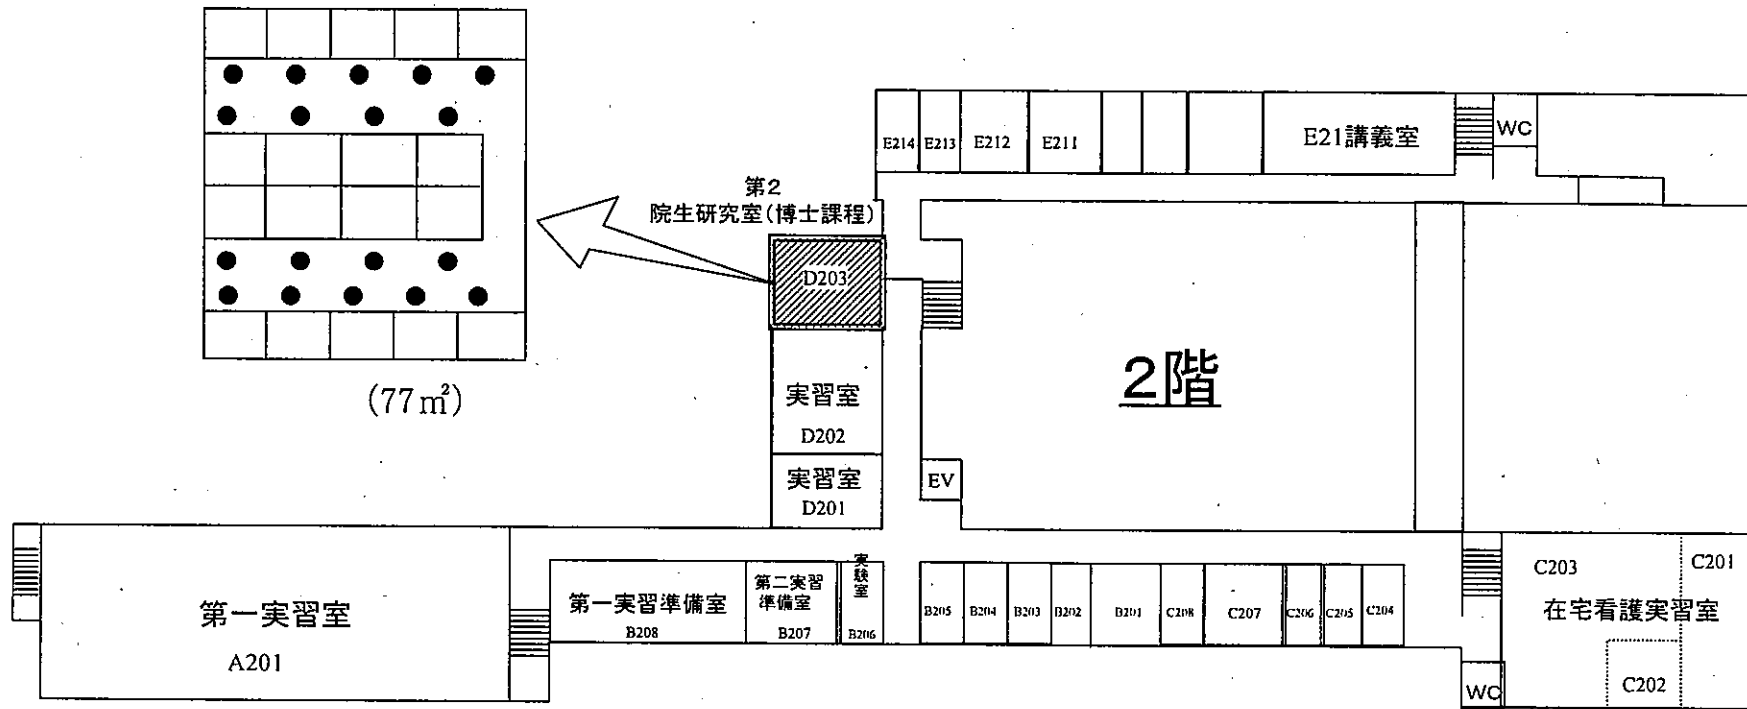 E214
E213
E212
E211
E21講義室
WC
第2
院生研究室(博士課程)
D203
(77㎡)
2階
実習室
D202
実習室
D201
EV
第一実習室
A201
第一実習準備室
B208
第二実習
準備室
B207
実験室
B206
B205
B204
B203
B202
B201
C208
C207
C206
C205
C204
C203
C201
在宅看護実習室
C202
WC